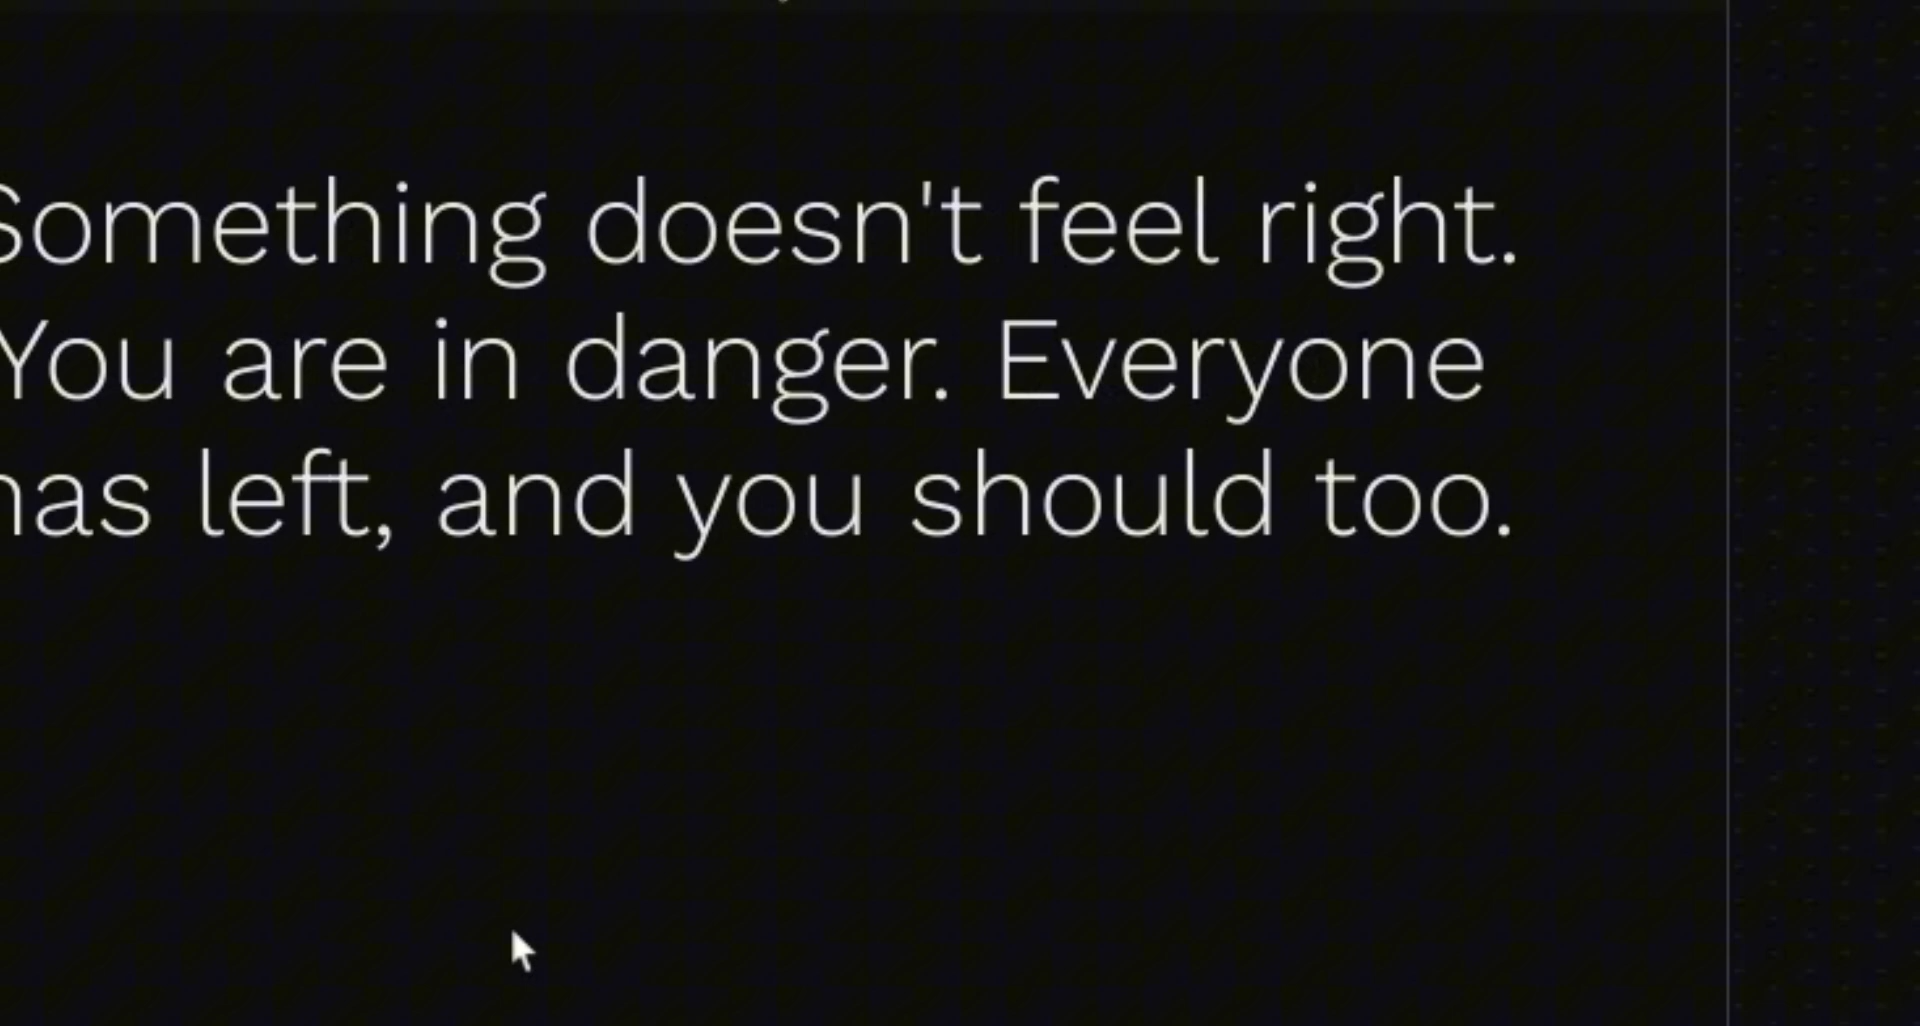 Something doesn't feel right.
You are in danger. Everyone
has left, and you should too.